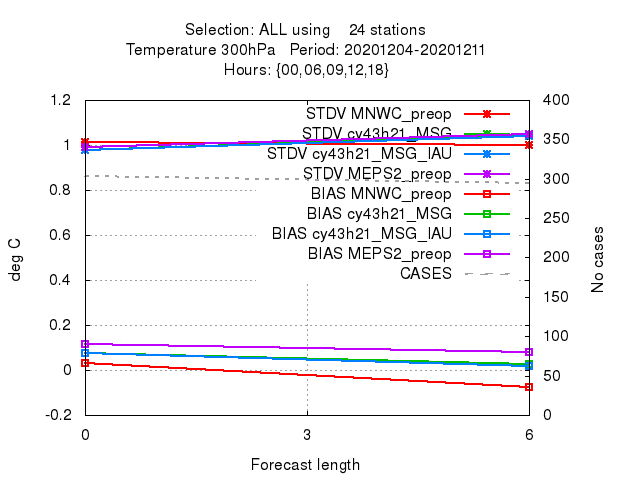 Selection: ALL using    24 stations
Temperature 300hPa   Period: 20201204-20201211
Hours: {00,06,09,12,18}
1.2
1
0.8
0.6
0.4
0.2
0
-0.2
deg C
400
350
300
250
200
150
100
50
0
No cases
STDV MNWC_preop
STDV cy43h21_MSG
STDV cy43h21_MSG_IAU
STDV MEPS2_preop
BIAS MNWC_preop
BIAS cy43h21_MSG
BIAS cy43h21_MSG_IAU
BIAS MEPS2_preop
CASES
0 3 6
Forecast length